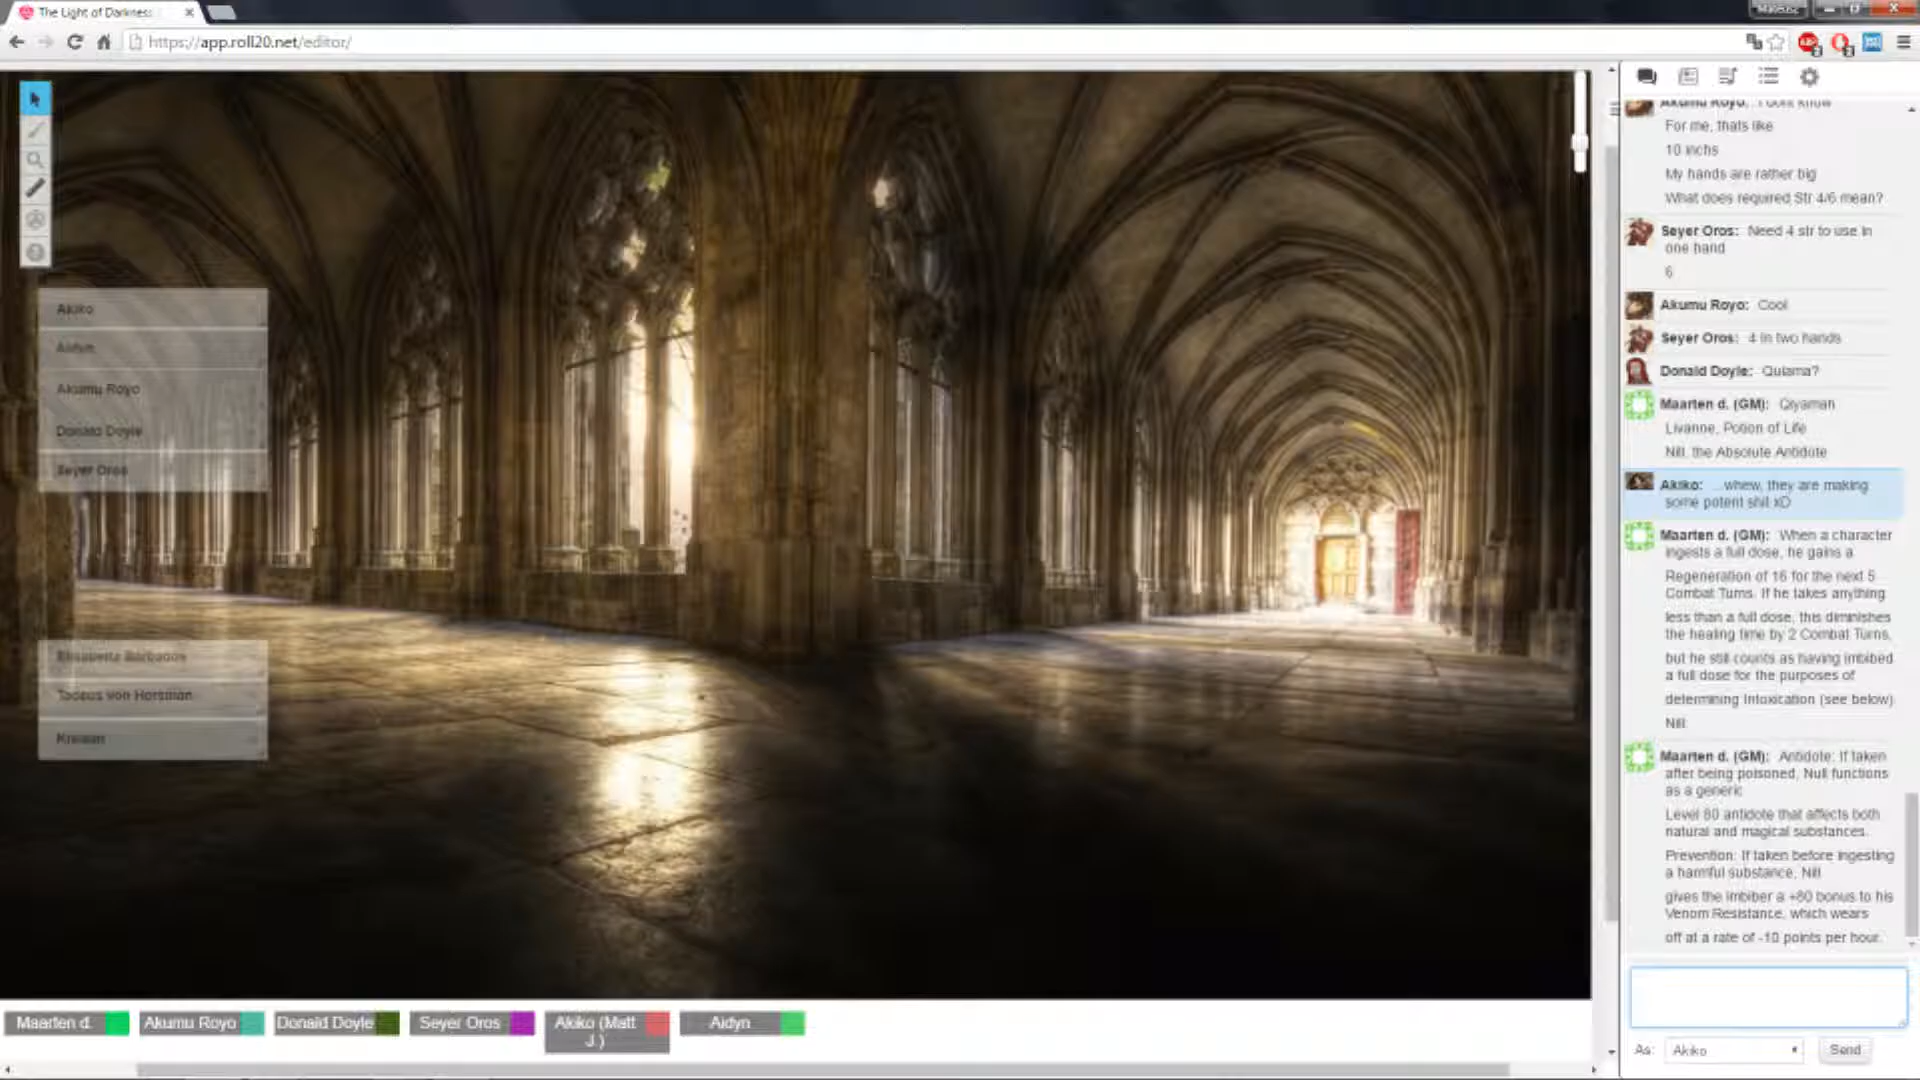 The Light of Darkness
https://app.roll20.net/editor/
Akiko
Aidyn
Akumu Royo
Donald Doyle
Seyer Oros
Elisabetta Barbados
Tadeus von Horsman
Maarten d.
Akumu Royo
Donald Doyle
Seyer Oros
Akiko (Matt
J.)
Aidyn
Akumu Royo: I dont know
For me, thats like
10 inchs
My hands are rather big
What does required Str 4/6 mean?
Seyer Oros: Need 4 str to use in
one hand
6
Akumu Royo: Cool
Seyer Oros: 4 in two hands
Donald Doyle: Quiama?
Maarten d. (GM): Qiyaman
Livanne, Potion of Life
Nill, the Absolute Antidote
Akiko: ...whew, they are making
some potent shit xD
Maarten d. (GM): When a character
ingests a full dose, he gains a
Regeneration of 16 for the next 5
Combat Turns. If he takes anything
less than a full dose, this diminishes
the healing time by 2 Combat Turns,
but he still counts as having imbibed
a full dose for the purposes of
determining Intoxication (see below)
Nill:
Maarten d. (GM): Antidote: If taken
after being poisoned, Null functions
as a generic
Level 80 antidote that affects both
natural and magical substances.
Prevention: If taken before ingesting
a harmful substance, Nill
gives the imbiber a +80 bonus to his
Venom Resistance, which wears
off at a rate of -10 points per hour.
As:
Akiko
Send